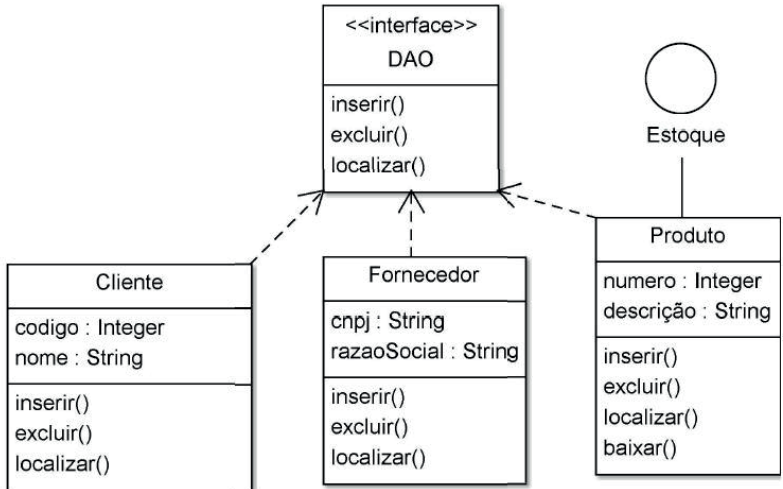 <<interface>>
DAO
inserir()
excluir()
localizar()
Estoque
Cliente
codigo : Integer
nome : String
inserir()
excluir()
localizar()
Fornecedor
cnpj : String
razaoSocial : String
inserir()
excluir()
localizar()
Produto
numero : Integer
descrição : String
inserir()
excluir()
localizar()
baixar()